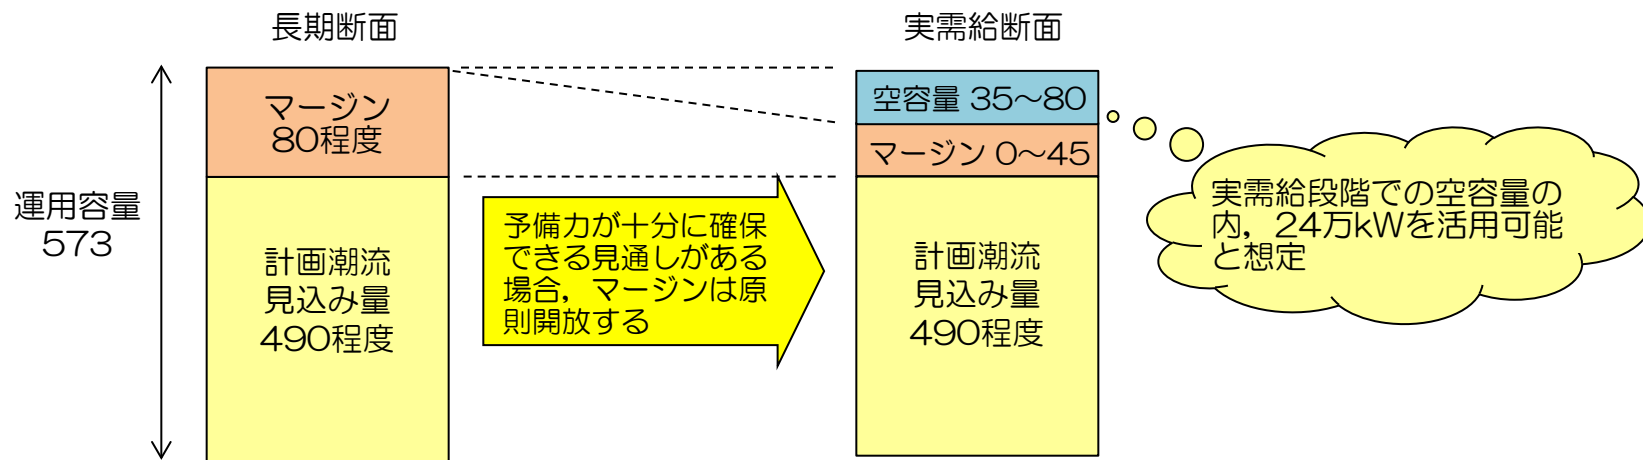 長期断面
実需給断面
運用容量
573
マージン
80程度
計画潮流
見込み量
490程度
予備力が十分に確保
できる見通しがある
場合，マージンは原
則開放する
空容量 35～80
マージン 0～45
計画潮流
見込み量
490程度
実需給段階での空容量の
内，24万kWを活用可能
と想定